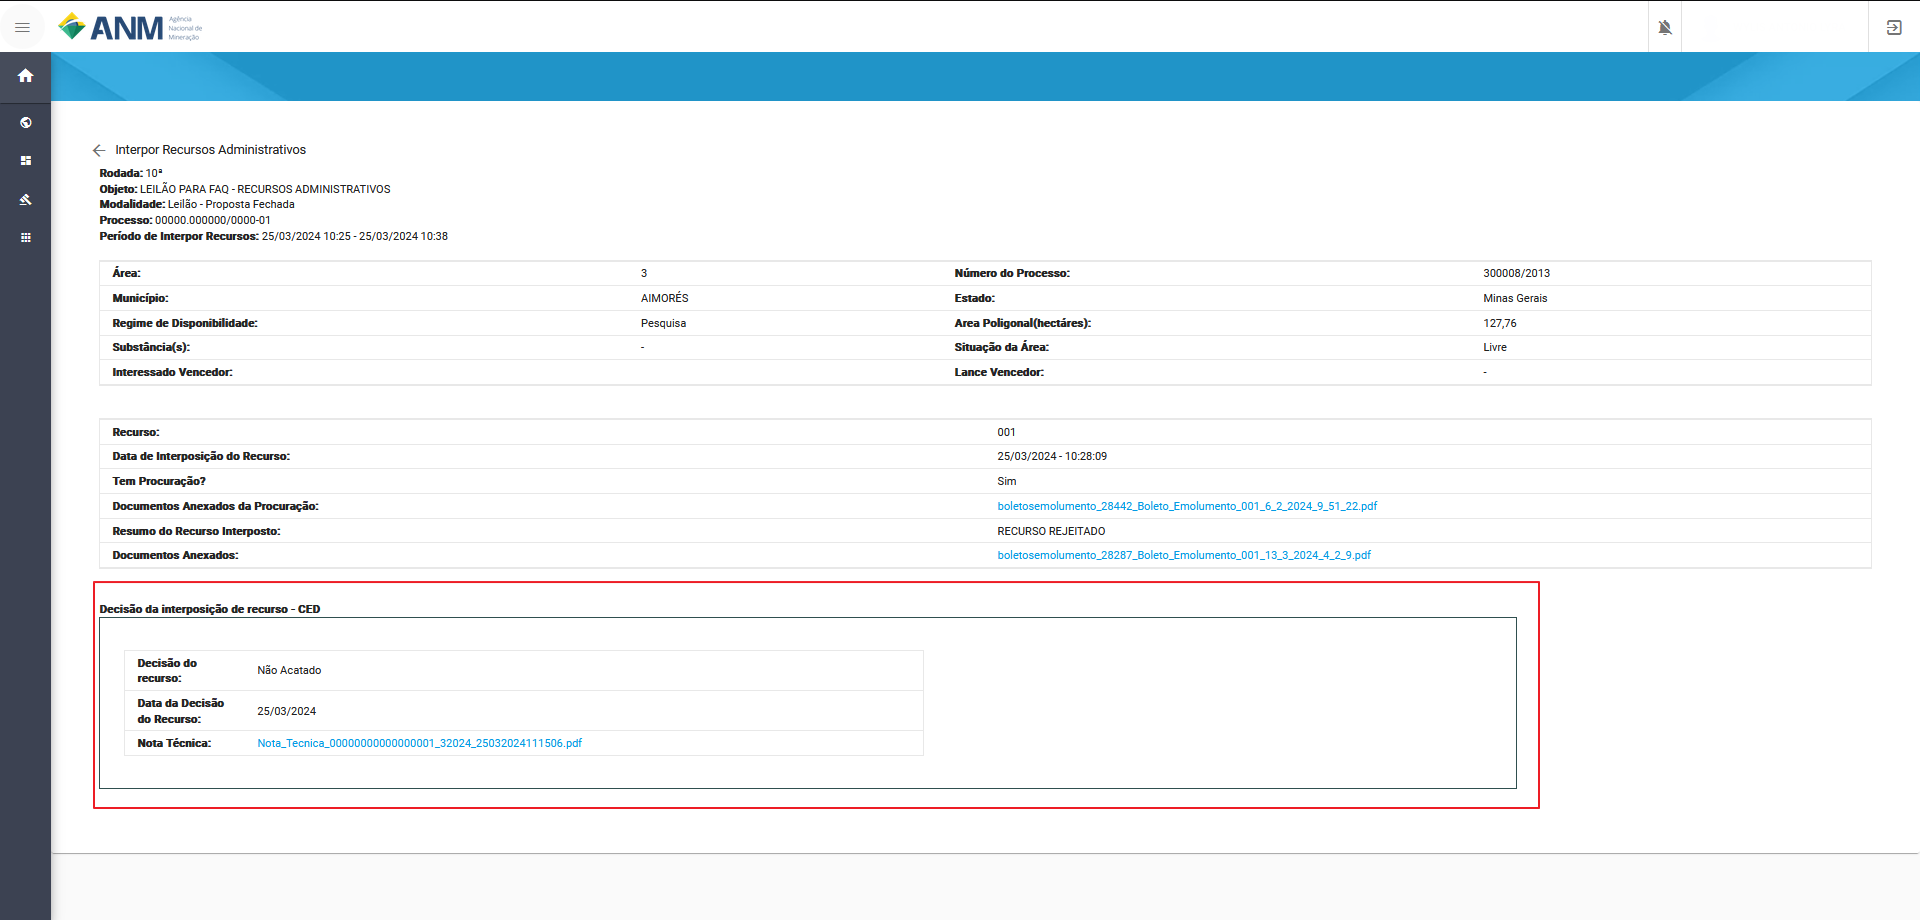 ANM Agência
Nacional de
Mineração
Interpor Recursos Administrativos
Rodada: 10ª
Objeto: LEILÃO PARA FAQ - RECURSOS ADMINISTRATIVOS
Modalidade: Leilão - Proposta Fechada
Processo: 00000.000000/0000-01
Período de Interpor Recursos: 25/03/2024 10:25 - 25/03/2024 10:38
Área: 3 Número do Processo: 300008/2013
Município: AIMORÉS Estado: Minas Gerais
Regime de Disponibilidade: Pesquisa Area Poligonal(hectáres): 127,76
Substância(s): - Situação da Área: Livre
Interessado Vencedor: Lance Vencedor: -
Recurso: 001
Data de Interposição do Recurso: 25/03/2024 - 10:28:09
Tem Procuração? Sim
Documentos Anexados da Procuração: boletosemolumento_28442_Boleto_Emolumento_001_6_2_2024_9_51_22.pdf
Resumo do Recurso Interposto: RECURSO REJEITADO
Documentos Anexados: boletosemolumento_28287_Boleto_Emolumento_001_13_3_2024_4_2_9.pdf
Decisão da interposição de recurso - CED
Decisão do
recurso: Não Acatado
Data da Decisão
do Recurso: 25/03/2024
Nota Técnica: Nota_Tecnica_00000000000000001_32024_25032024111506.pdf